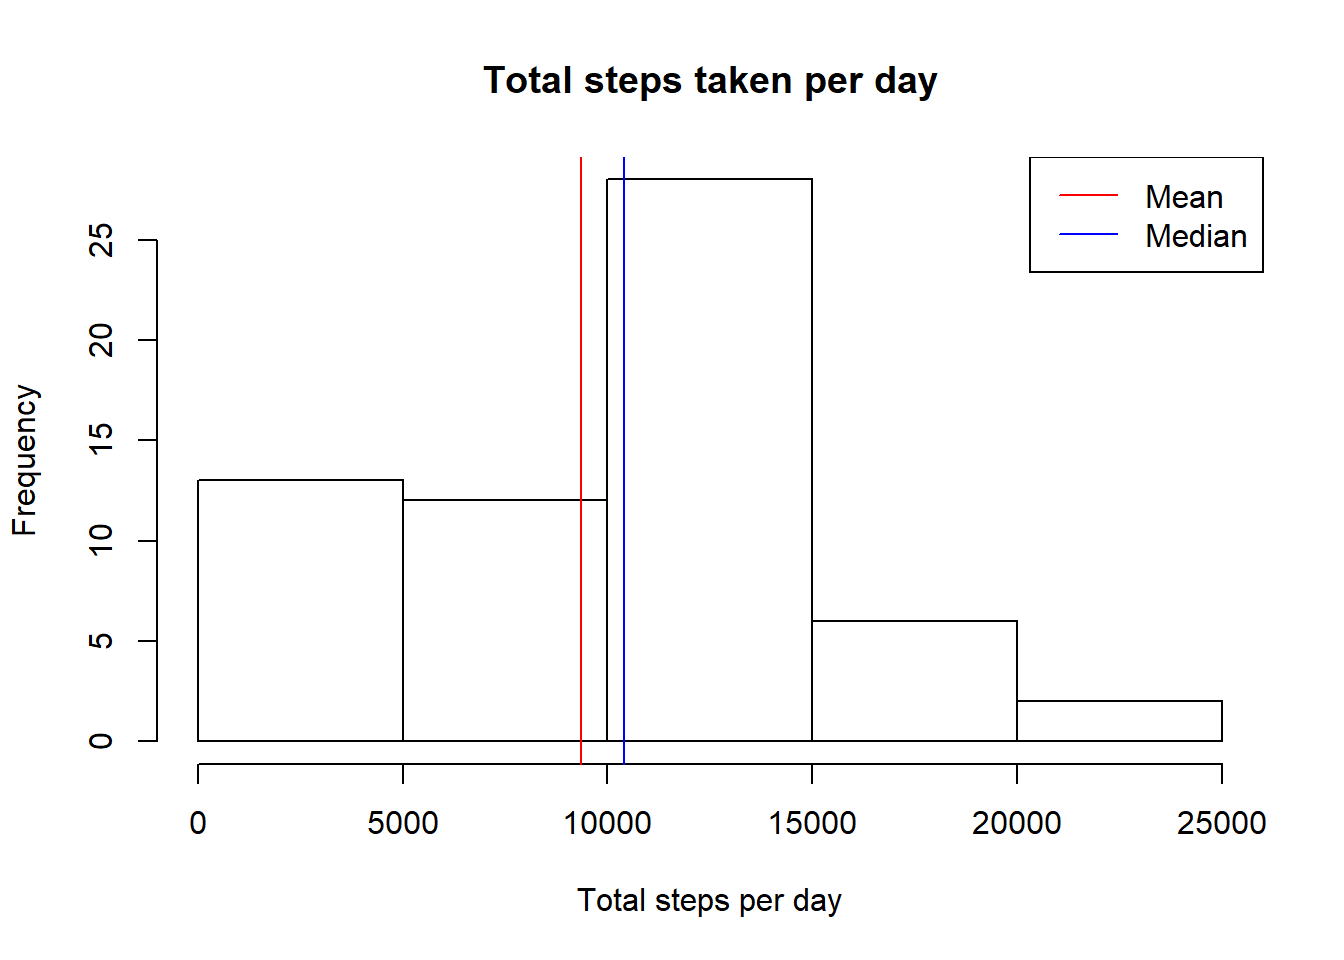 Total steps taken per day
Mean
Median
Frequency
25
20
15
10
5
0
0 5000 10000 15000 20000 25000
Total steps per day